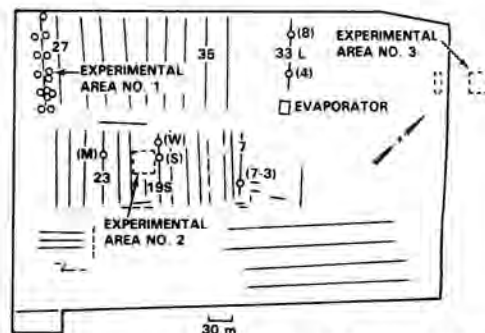 27
EXPERIMENTAL
AREA NO. 1
35
(8)
33 L
(4)
EXPERIMENTAL
AREA NO. 3
EVAPORATOR
(M)
23
(W)
(S)
19S
7
(7-3)
EXPERIMENTAL
AREA NO. 2
30 m